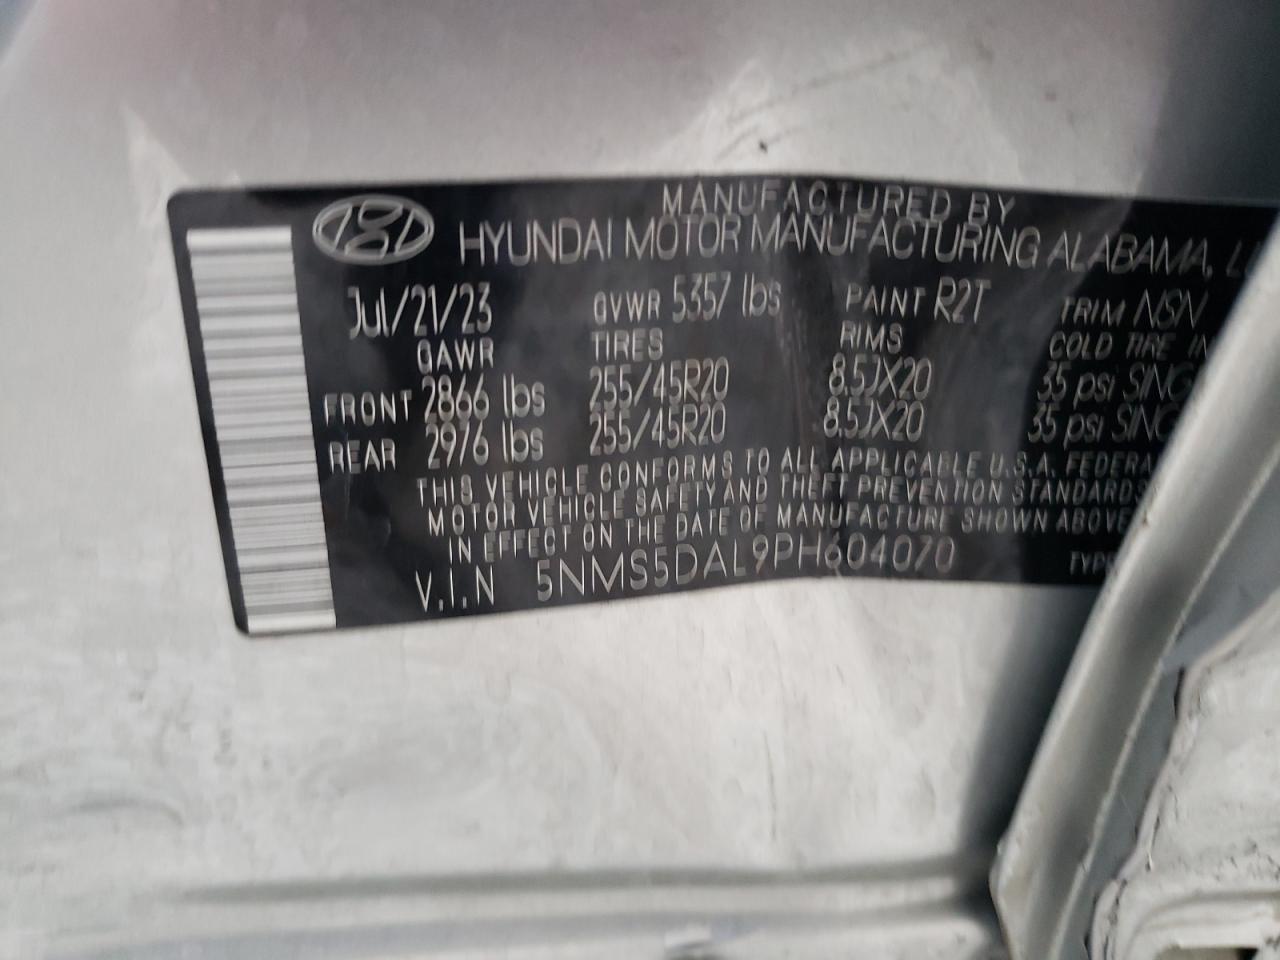 MANUFACTURED BY
HYUNDAI MOTOR MANUFACTURING ALABAMA,
Jul/21/23 GVWR 5357 lbs PAINT R2T TRIM NSN
GAWR TIRES RIMS COLD TIRE
FRONT 2866 lbs 255/45R20 8.5JX20 35 psi
REAR 2976 lbs 255/45R20 8.5JX20 35 psi
THIS VEHICLE CONFORMS TO ALL APPLICABLE U.S.A. FEDERA
MOTOR VEHICLE SAFETY AND THEFT PREVENTION STANDARDS
IN EFFECT ON THE DATE OF MANUFACTURE SHOWN ABOVE
V.I.N 5NMS5DAL9PH604070 TYP